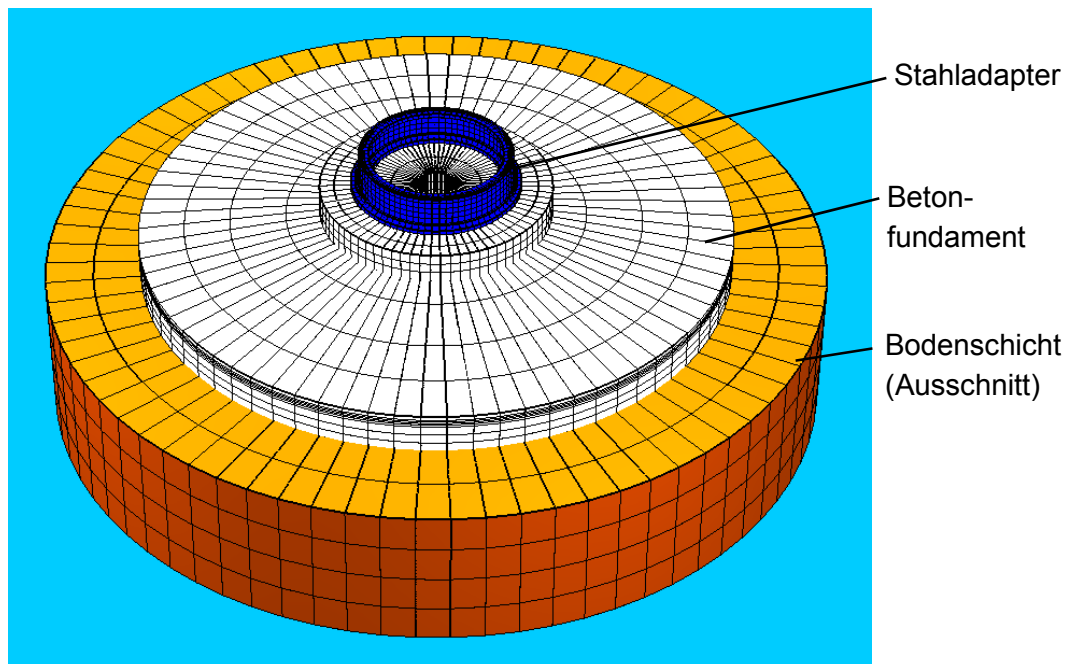 Stahladapter
Beton-
fundament
Bodenschicht
(Ausschnitt)